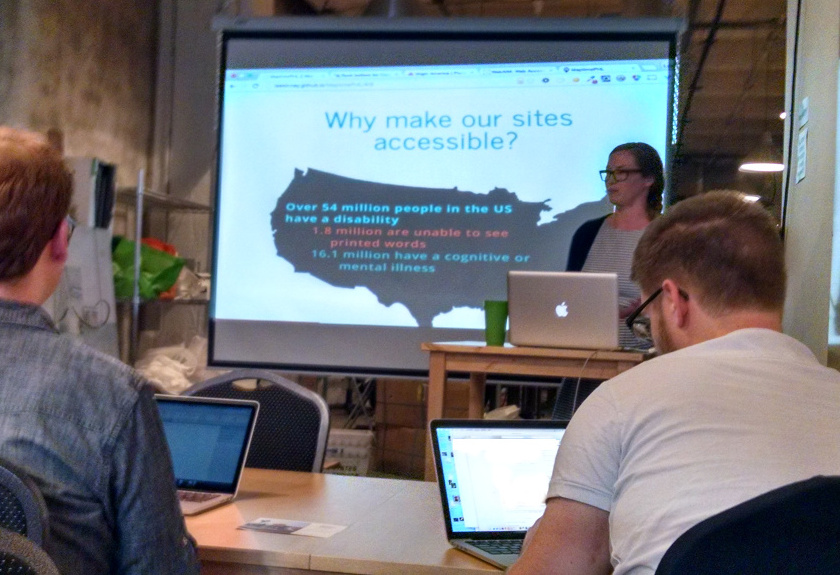 Why make our sites
accessible?
Over 54 million people in the US
have a disability
1.8 million are unable to see
printed words
16.1 million have a cognitive or
mental illness